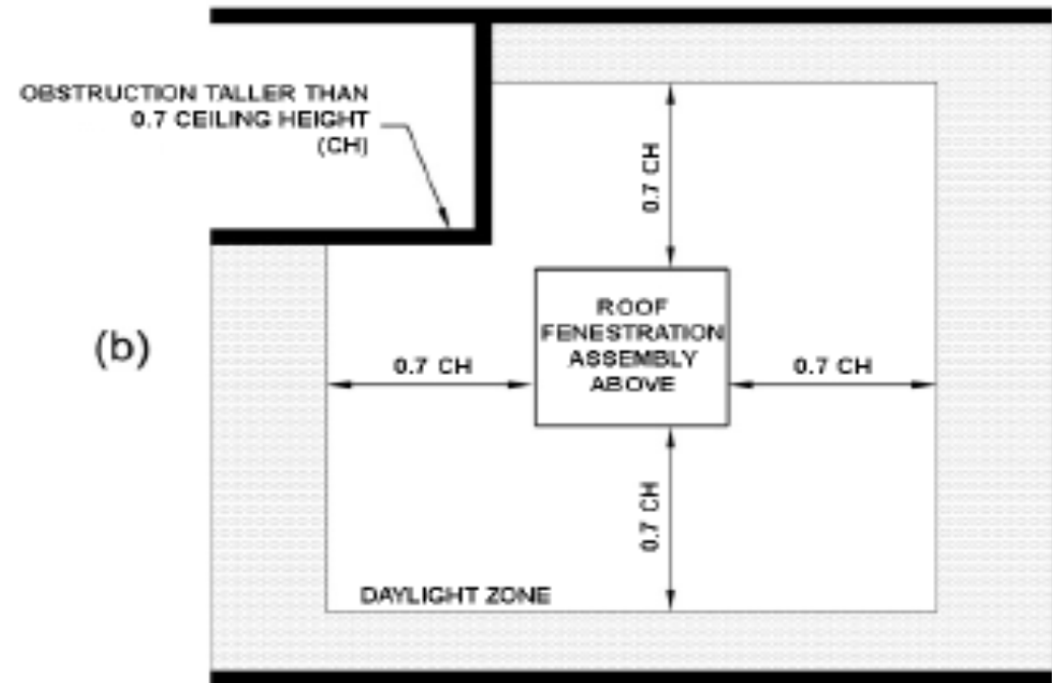 OBSTRUCTION TALLER THAN
0.7 CEILING HEIGHT
(CH)
0.7 CH
(b)
ROOF
FENESTRATION
ASSEMBLY
ABOVE
0.7 CH
0.7 CH
0.7 CH
DAYLIGHT ZONE